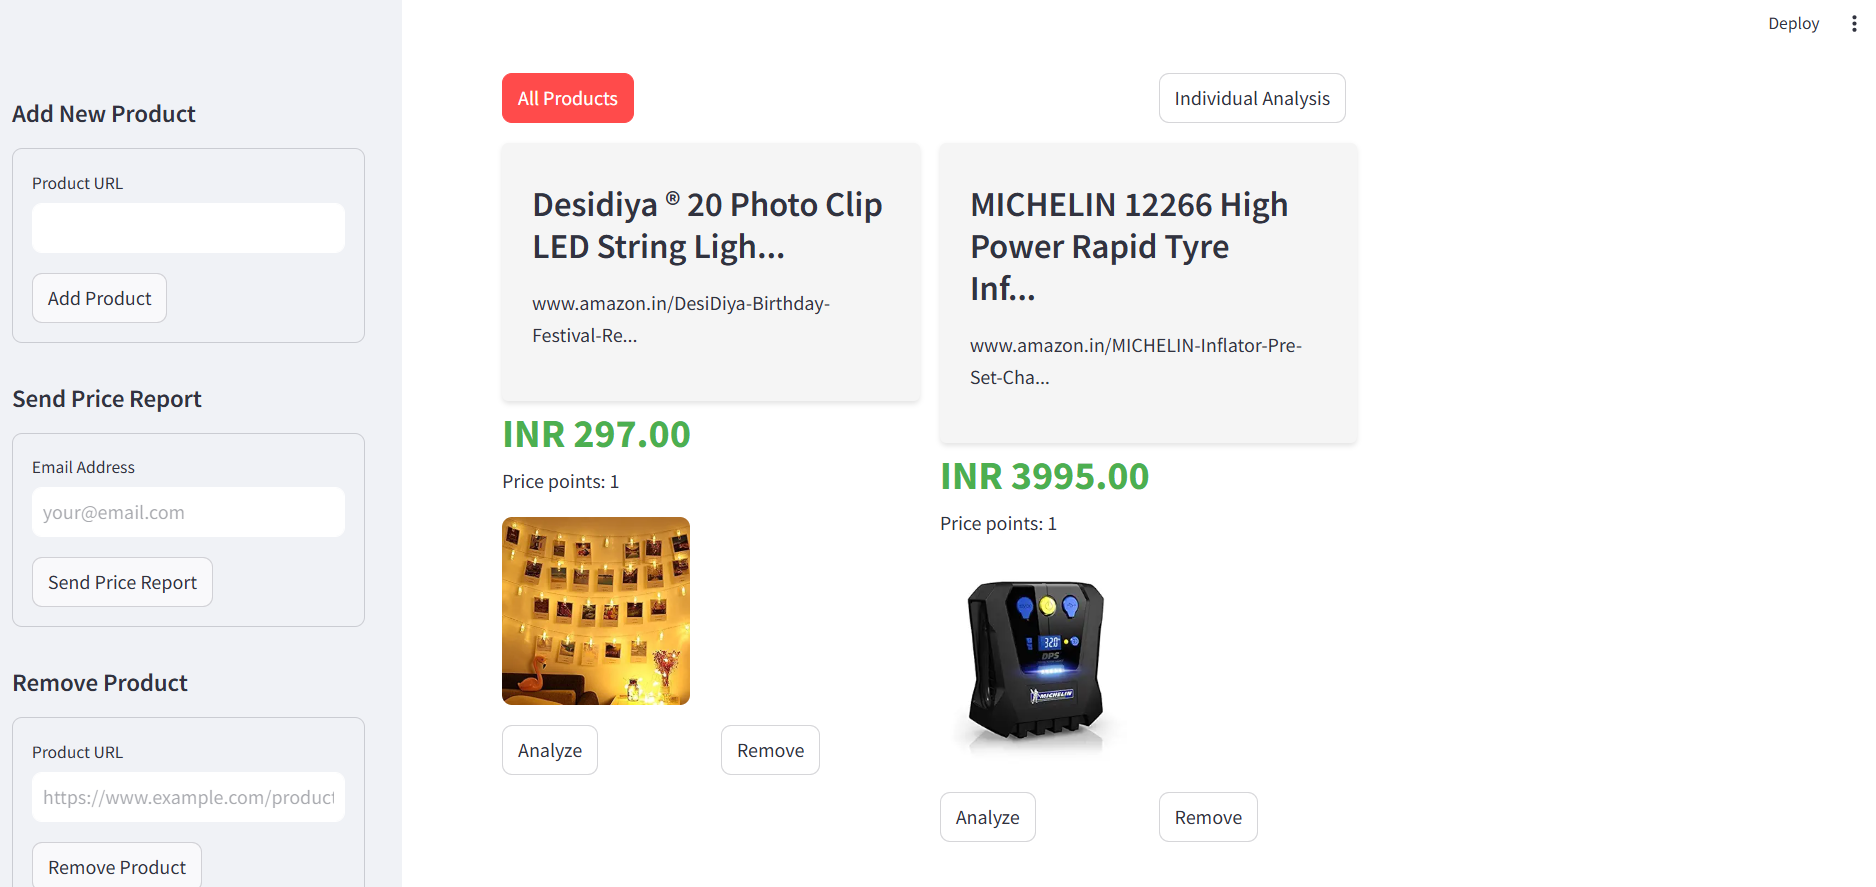 Deploy
Add New Product
Product URL
Add Product
Send Price Report
Email Address
your@email.com
Send Price Report
Remove Product
Product URL
https://www.example.com/product
Remove Product
All Products
Individual Analysis
Desidiya ® 20 Photo Clip
LED String Ligh...
www.amazon.in/DesiDiya-Birthday-
Festival-Re...
INR 297.00
Price points: 1
Analyze
Remove
MICHELIN 12266 High
Power Rapid Tyre
Inf...
www.amazon.in/MICHELIN-Inflator-Pre-
Set-Cha...
INR 3995.00
Price points: 1
320
DPS
MICHELIN
Analyze
Remove